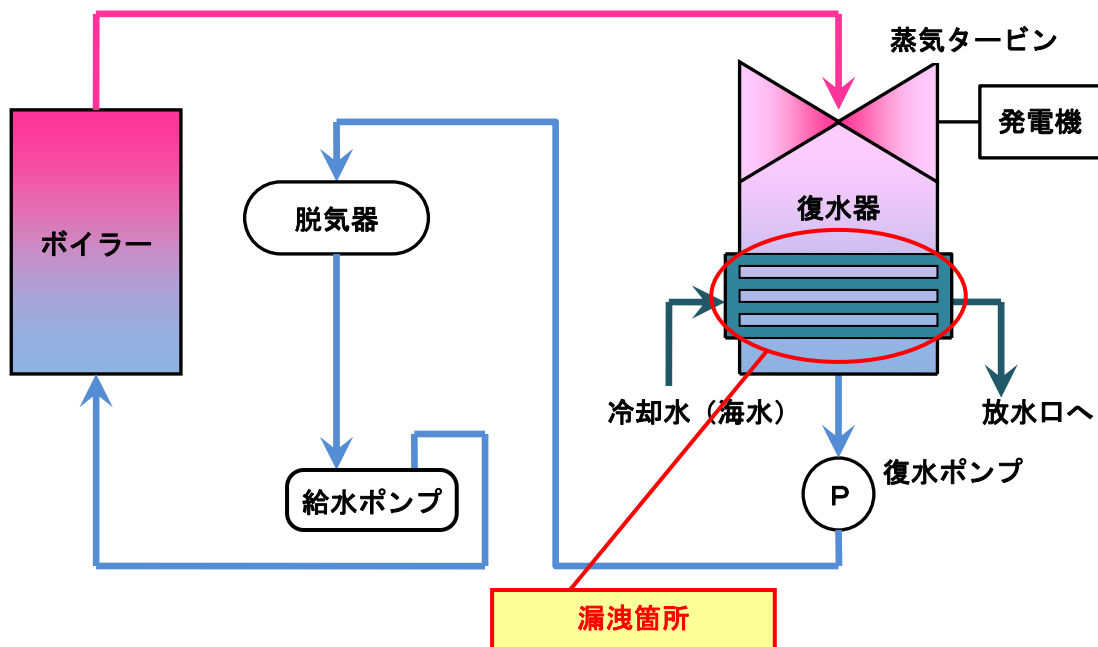 蒸気タービン
発電機
復水器
脱気器
ボイラー
冷却水（海水）
放水口へ
復水ポンプ
P
給水ポンプ
漏洩箇所